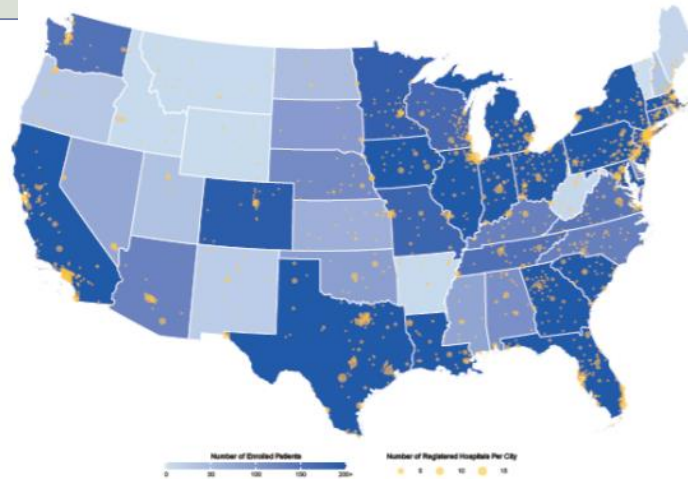 Number of Enrolled Patients
0 50 100 150 200+
Number of Registered Hospitals Per City
5 10 15